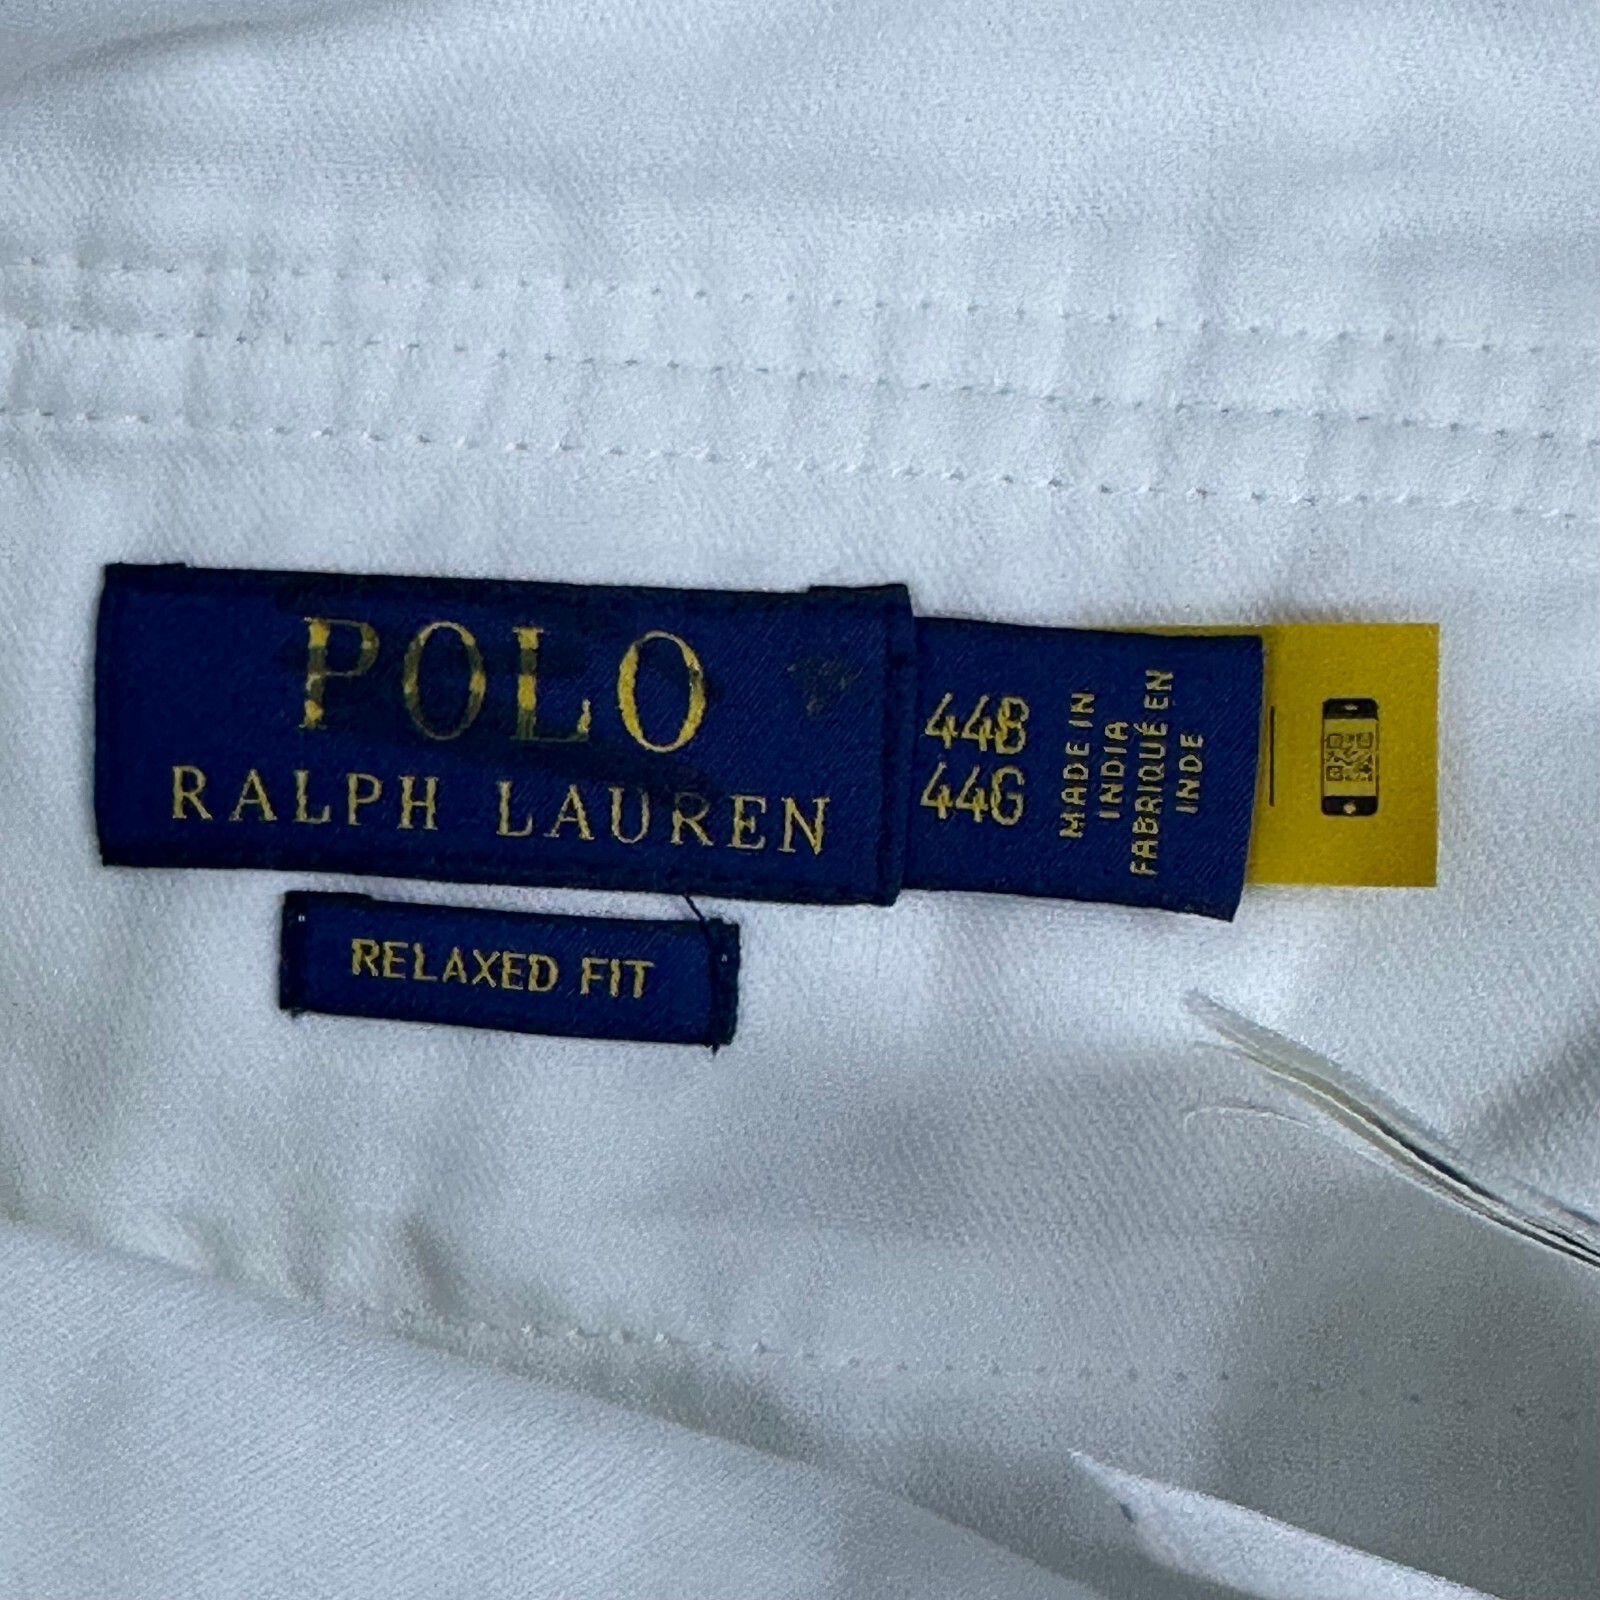 POLO
RALPH LAUREN
44B
44G
MADE IN
INDIA
FABRIQUÉ EN
INDE
RELAXED FIT